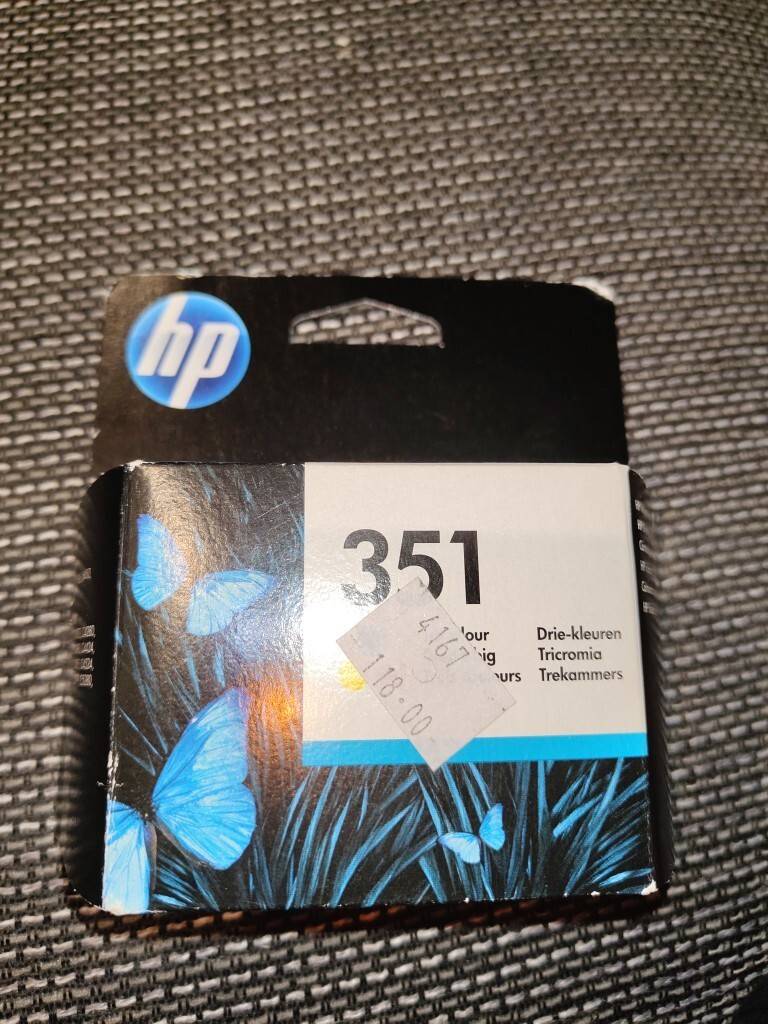 hp
351
4167
118.00
lour
big
ours
Drie-kleuren
Tricromia
Trekammers